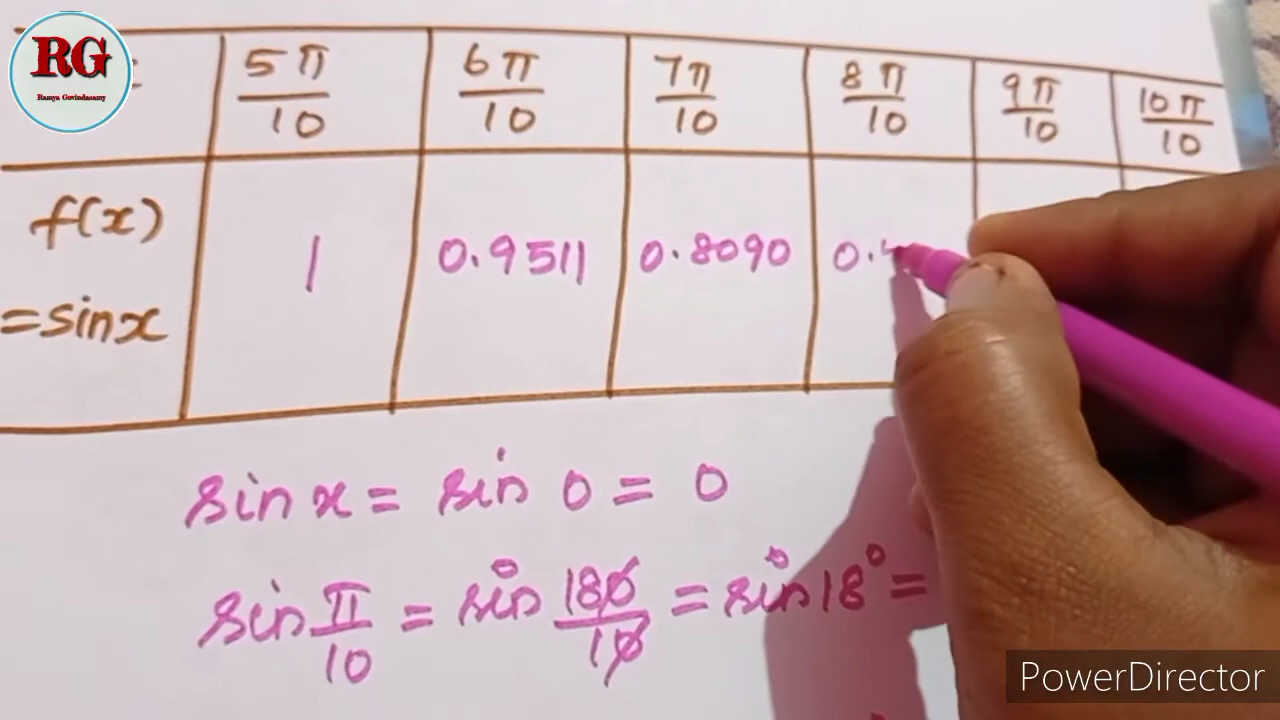 RG
Ramya Govindasamy
5π/10 6π/10 7π/10 8π/10 9π/10 10π/10
f(x)
=sinx
1 0.9511 0.8090 0.
sin x = sin 0 = 0
sin π/10 = sin 180/10 = sin 18° =
PowerDirector